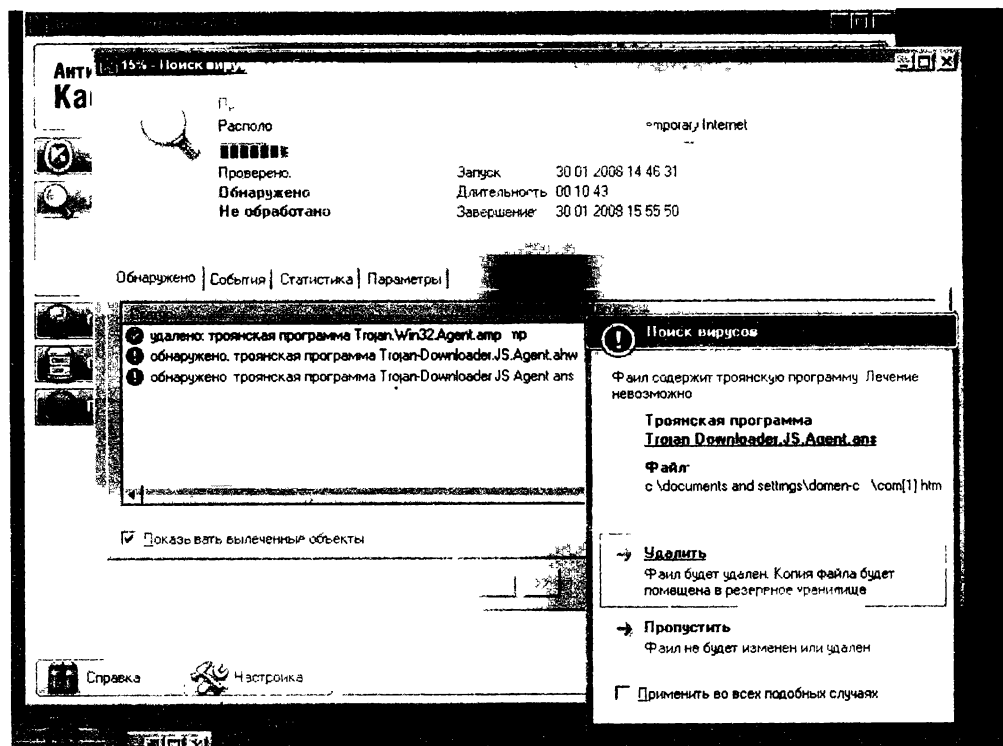 15% - Поиск
Анти
Ка
Располо
emporary Internet
Проверено.
Запуск 30 01 2008 14 46 31
Обнаружено
Длительность 00 10 43
Не обработано
Завершение 30 01 2008 15 55 50
Обнаружено События Статистика Параметры
удалено: троянская программа Trojan.Win32.Agent.amp
обнаружено. троянская программа Trojan-Downloader.JS.Agent.ahw
обнаружено троянская программа Trojan-Downloader JS Agent ans
Показывать вылеченные объекты
Справка Настройка
Поиск вирусов
Файл содержит троянскую программу Лечение
невозможно
Троянская программа
Trojan Downloader.JS.Agent.ans
Файл:
c \documents and settings\domen-c \com[1] htm
Удалить
Файл будет удален. Копия файла будет
помещена в резервное хранилище
Пропустить
Файл не будет изменен или удален
Применить во всех подобных случаях